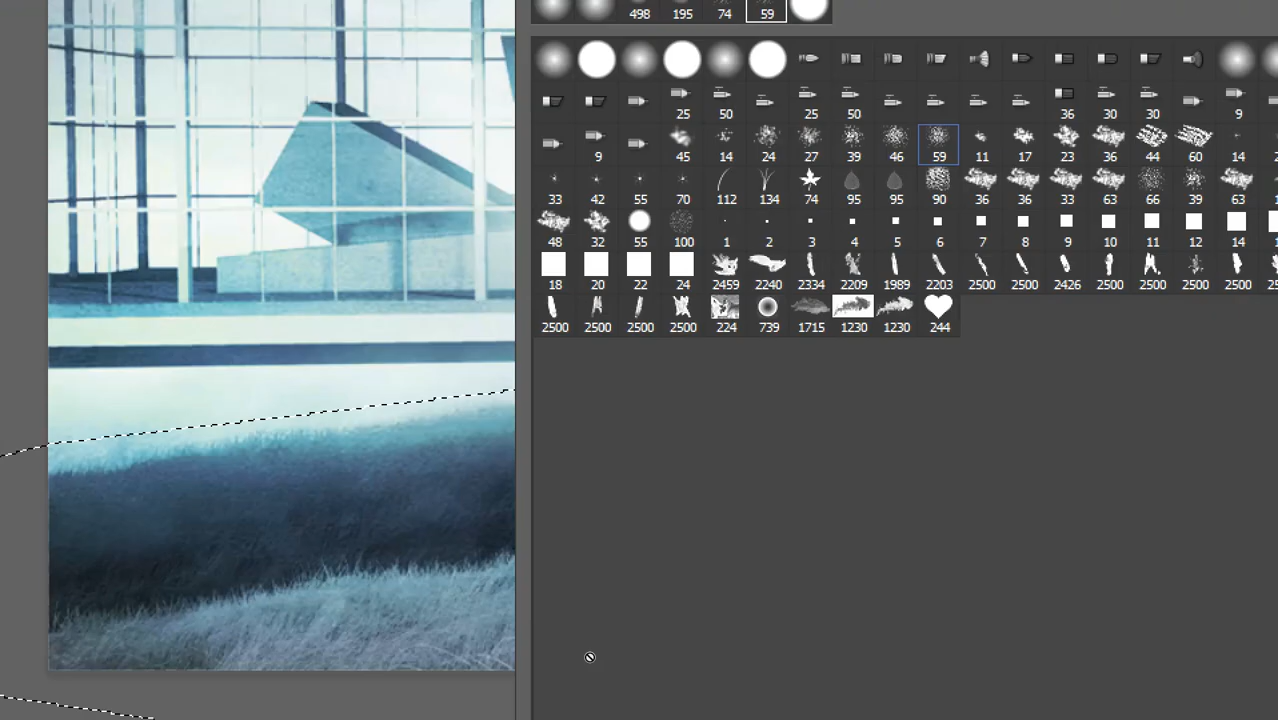 498 195 74 59
25 50 25 50 36 30 30 9
9 45 14 24 27 39 46 59 11 17 23 36 44 60 14
33 42 55 70 112 134 74 95 95 90 36 36 33 63 66 39 63
48 32 55 100 1 2 3 4 5 6 7 8 9 10 11 12 14
18 20 22 24 2459 2240 2334 2209 1989 2203 2500 2500 2426 2500 2500 2500 2500
2500 2500 2500 2500 224 739 1715 1230 1230 244